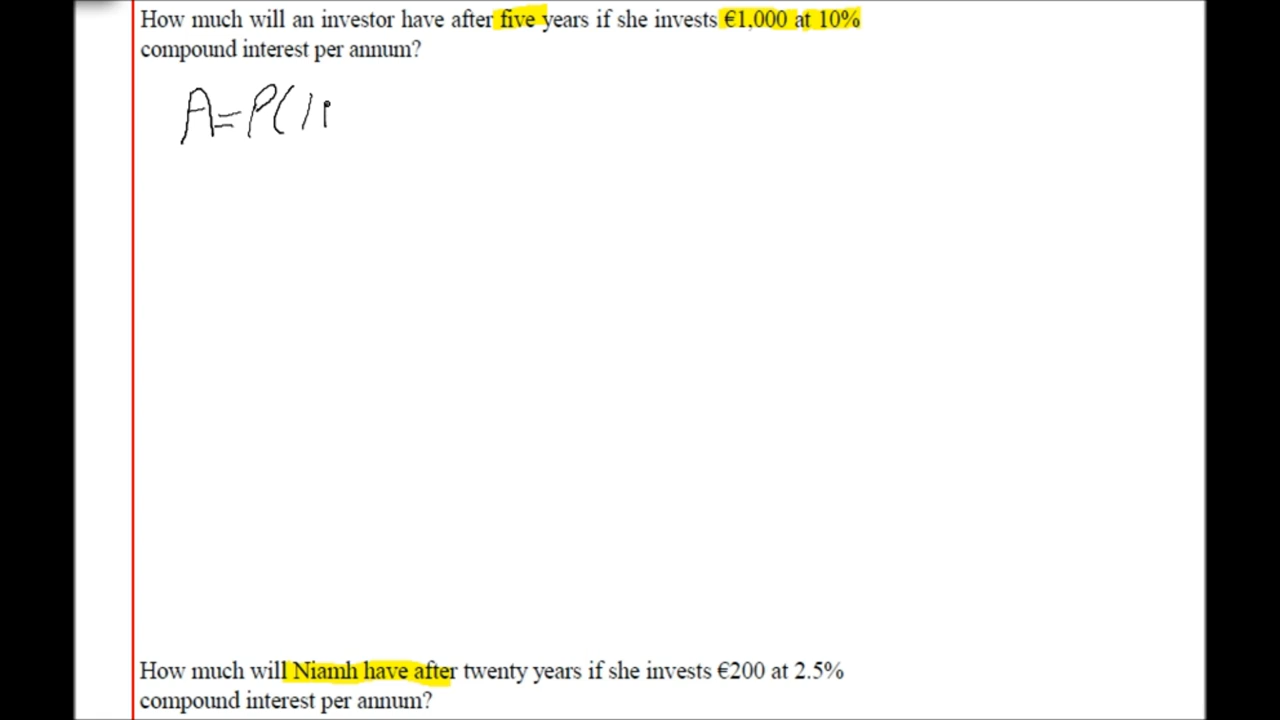 How much will an investor have after five years if she invests €1,000 at 10%
compound interest per annum?
A=P(1
How much will Niamh have after twenty years if she invests €200 at 2.5%
compound interest per annum?